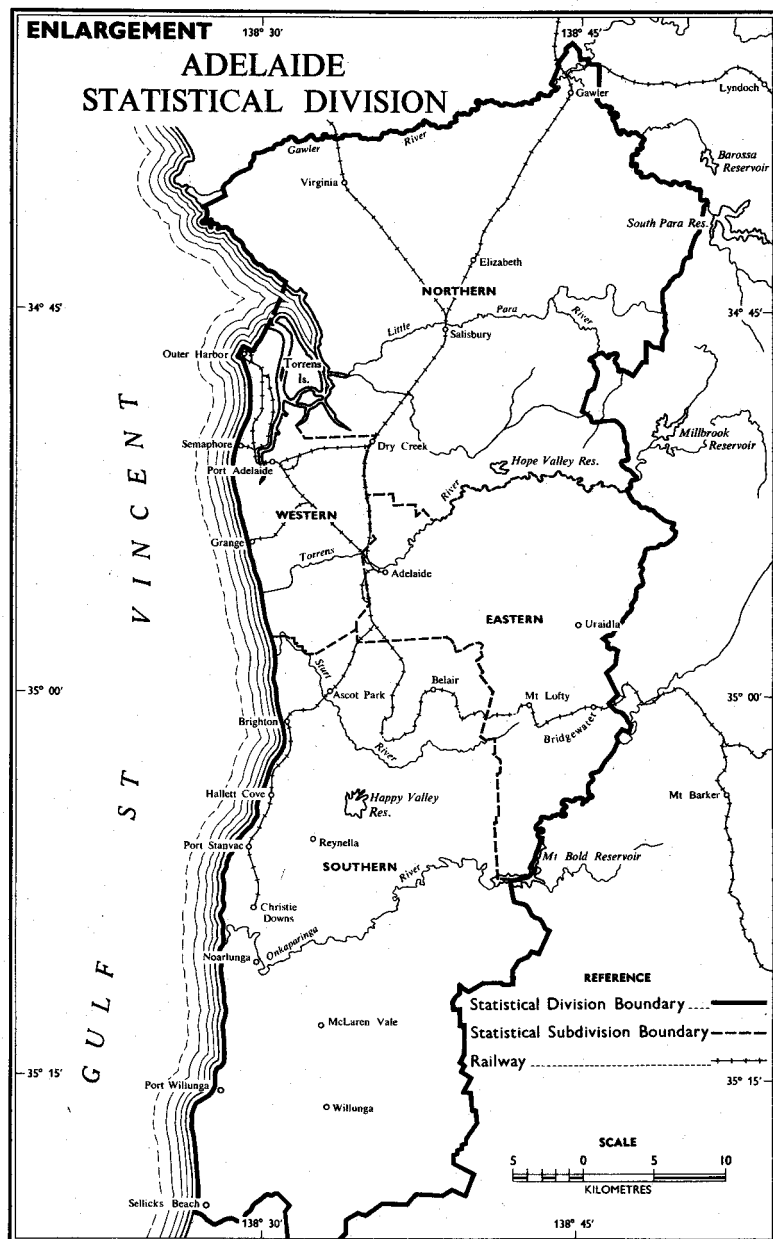 ENLARGEMENT
138° 30'
138° 45'
ADELAIDE
STATISTICAL DIVISION
Lyndoch
Gawler
Gawler River
Barossa
Reservoir
Virginia
South Para Res.
Elizabeth
NORTHERN
34° 45'
34° 45'
Little Para River
Salisbury
Outer Harbor
Torrens
Is.
Semaphore
Dry Creek
Millbrook
Reservoir
Port Adelaide
Hope Valley Res.
River
WESTERN
Grange
Torrens
Adelaide
EASTERN
Uraidla
Sturt
35° 00'
35° 00'
Ascot Park
Belair
Mt Lofty
Brighton
Bridgewater
River
Hallett Cove
Happy Valley
Res.
Mt Barker
Port Stanvac
Reynella
Mt Bold Reservoir
SOUTHERN
River
Christie
Downs
Onkaparinga
Noarlunga
GULF ST VINCENT
McLaren Vale
REFERENCE
Statistical Division Boundary
Statistical Subdivision Boundary
Railway
35° 15'
35° 15'
Port Willunga
Willunga
SCALE
5 0 5 10
KILOMETRES
Sellicks Beach
138° 30'
138° 45'